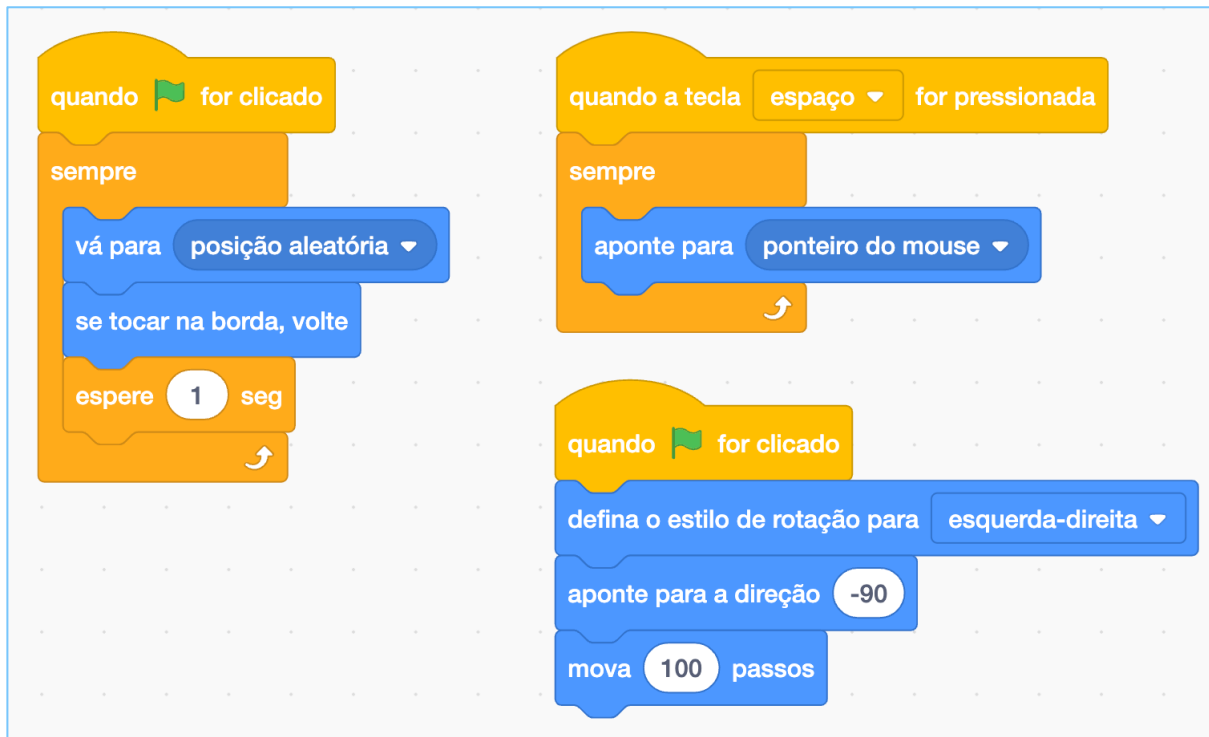 quando for clicado
sempre
vá para posição aleatória
se tocar na borda, volte
espere 1 seg
quando a tecla espaço for pressionada
sempre
aponte para ponteiro do mouse
quando for clicado
defina o estilo de rotação para esquerda-direita
aponte para a direção -90
mova 100 passos